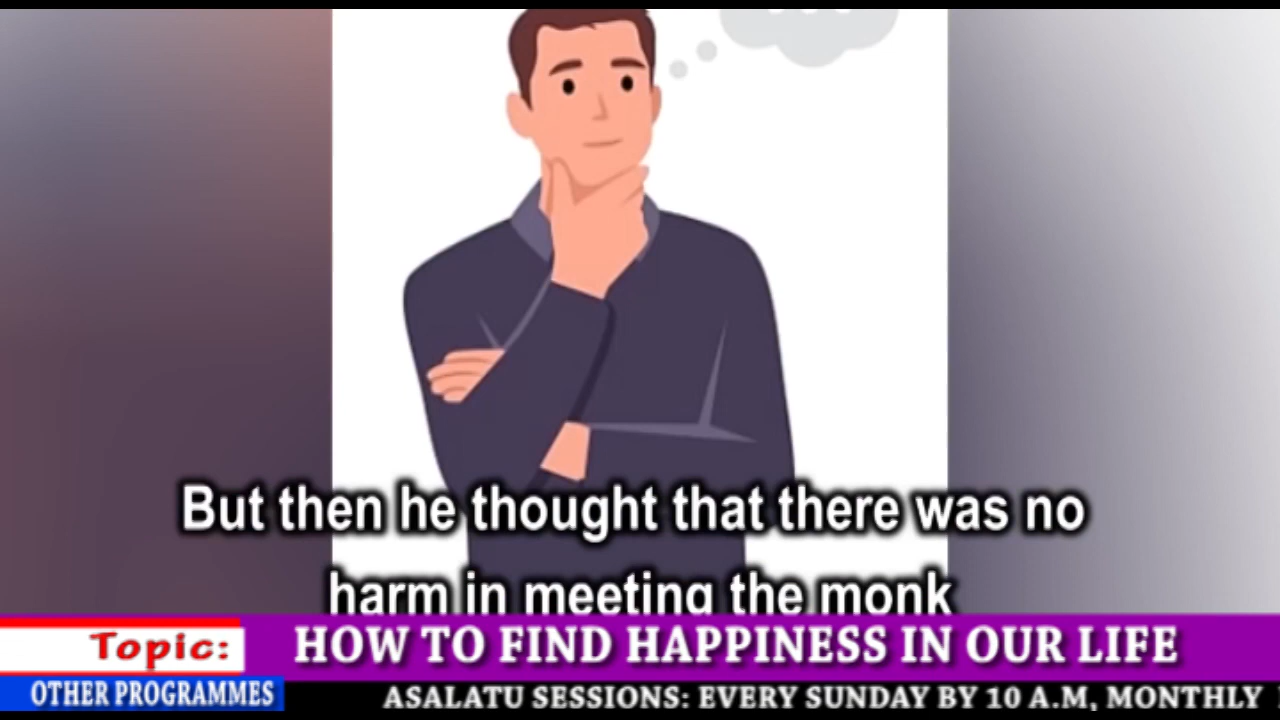 But then he thought that there was no
harm in meeting the monk
Topic:
HOW TO FIND HAPPINESS IN OUR LIFE
OTHER PROGRAMMES
ASALATU SESSIONS: EVERY SUNDAY BY 10 A.M, MONTHLY